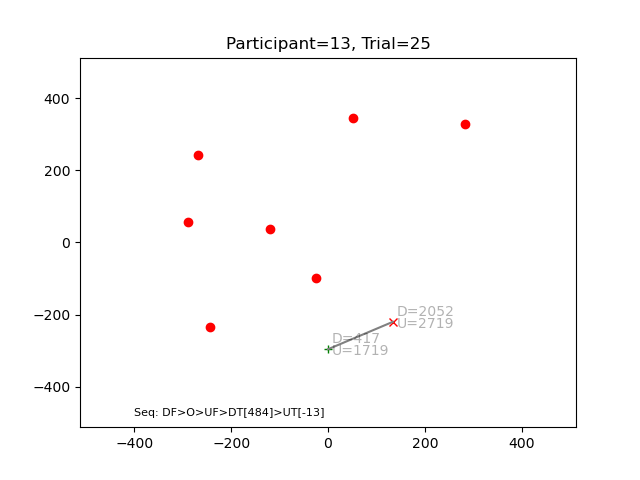 Participant=13, Trial=25
400
200
0
−200
−400
D=2052
U=2719
D=417
U=1719
Seq: DF>O>UF>DT[484]>UT[-13]
−400
−200
0
200
400